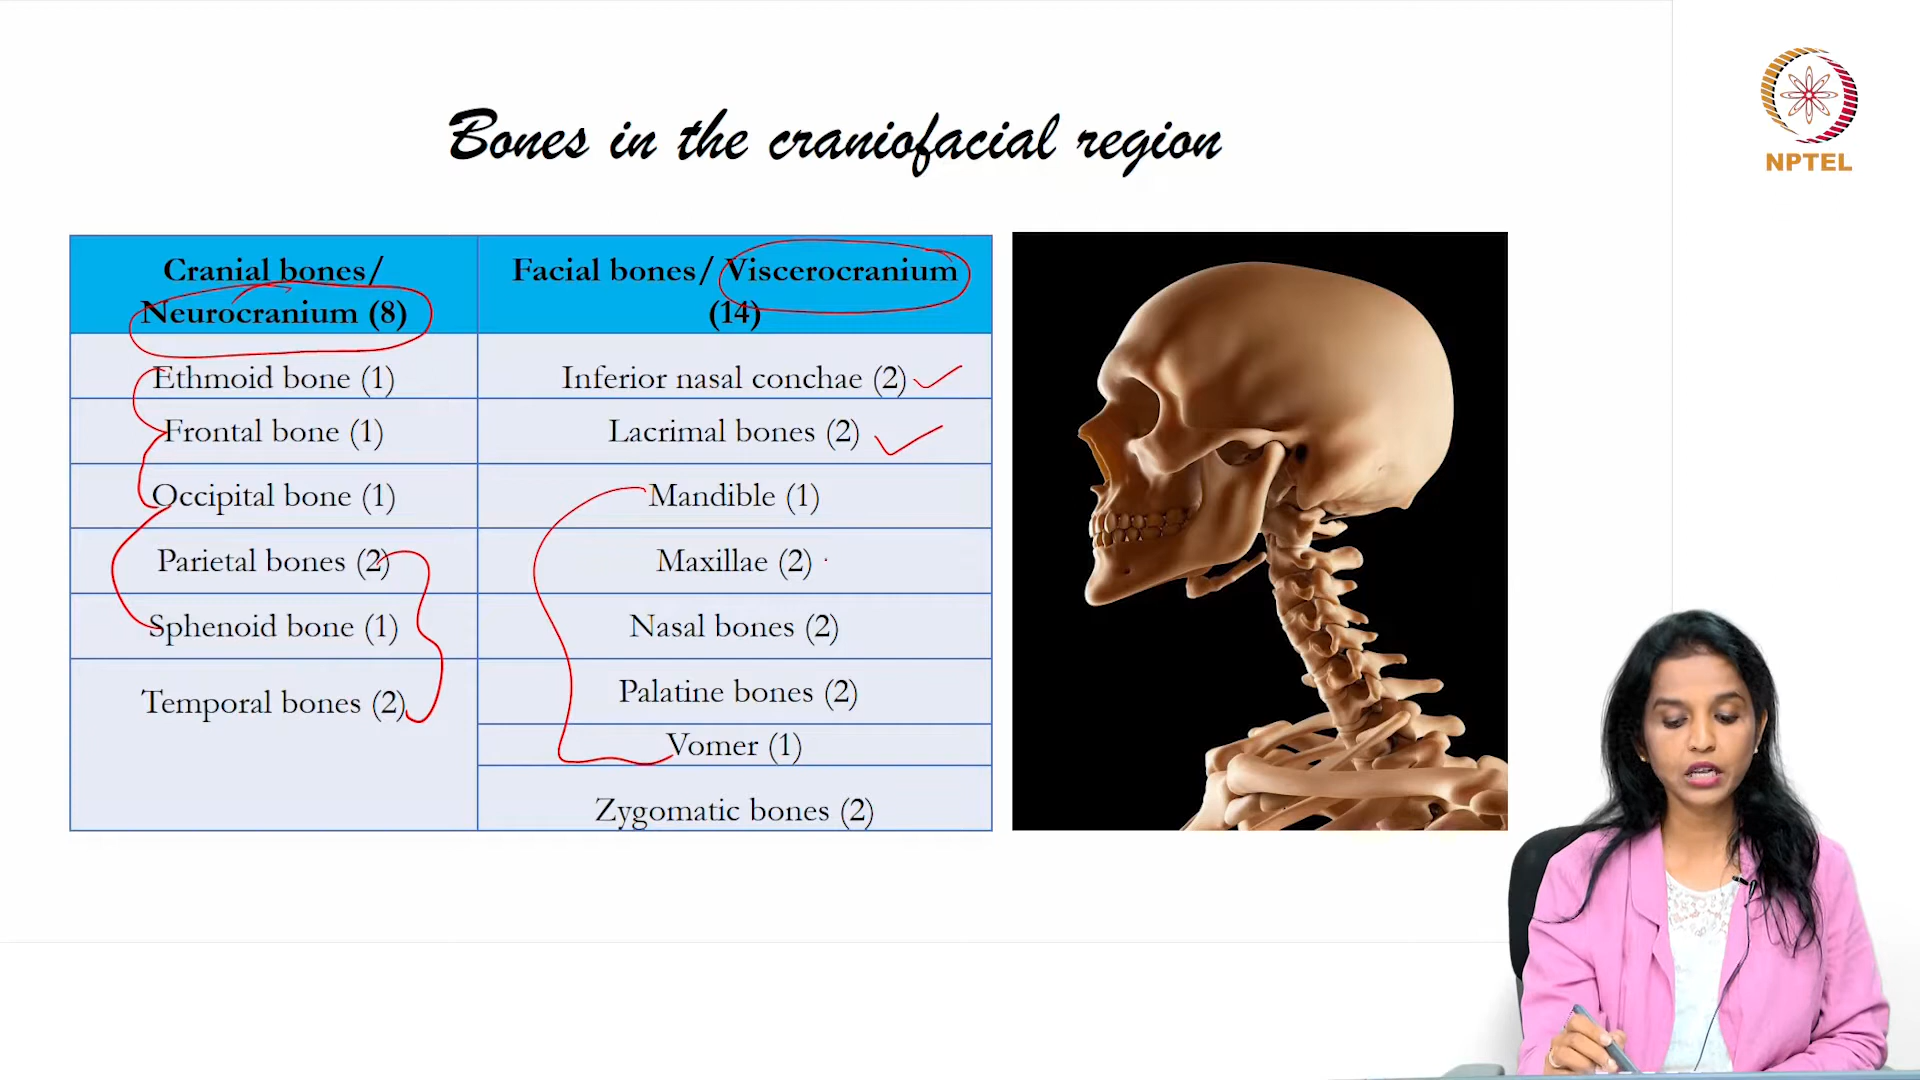 Bones in the craniofacial region
NPTEL
Cranial bones/
Neurocranium (8)
Facial bones/ Viscerocranium
(14)
Ethmoid bone (1)
Inferior nasal conchae (2)
Frontal bone (1)
Lacrimal bones (2)
Occipital bone (1)
Mandible (1)
Parietal bones (2)
Maxillae (2)
Sphenoid bone (1)
Nasal bones (2)
Temporal bones (2)
Palatine bones (2)
Vomer (1)
Zygomatic bones (2)